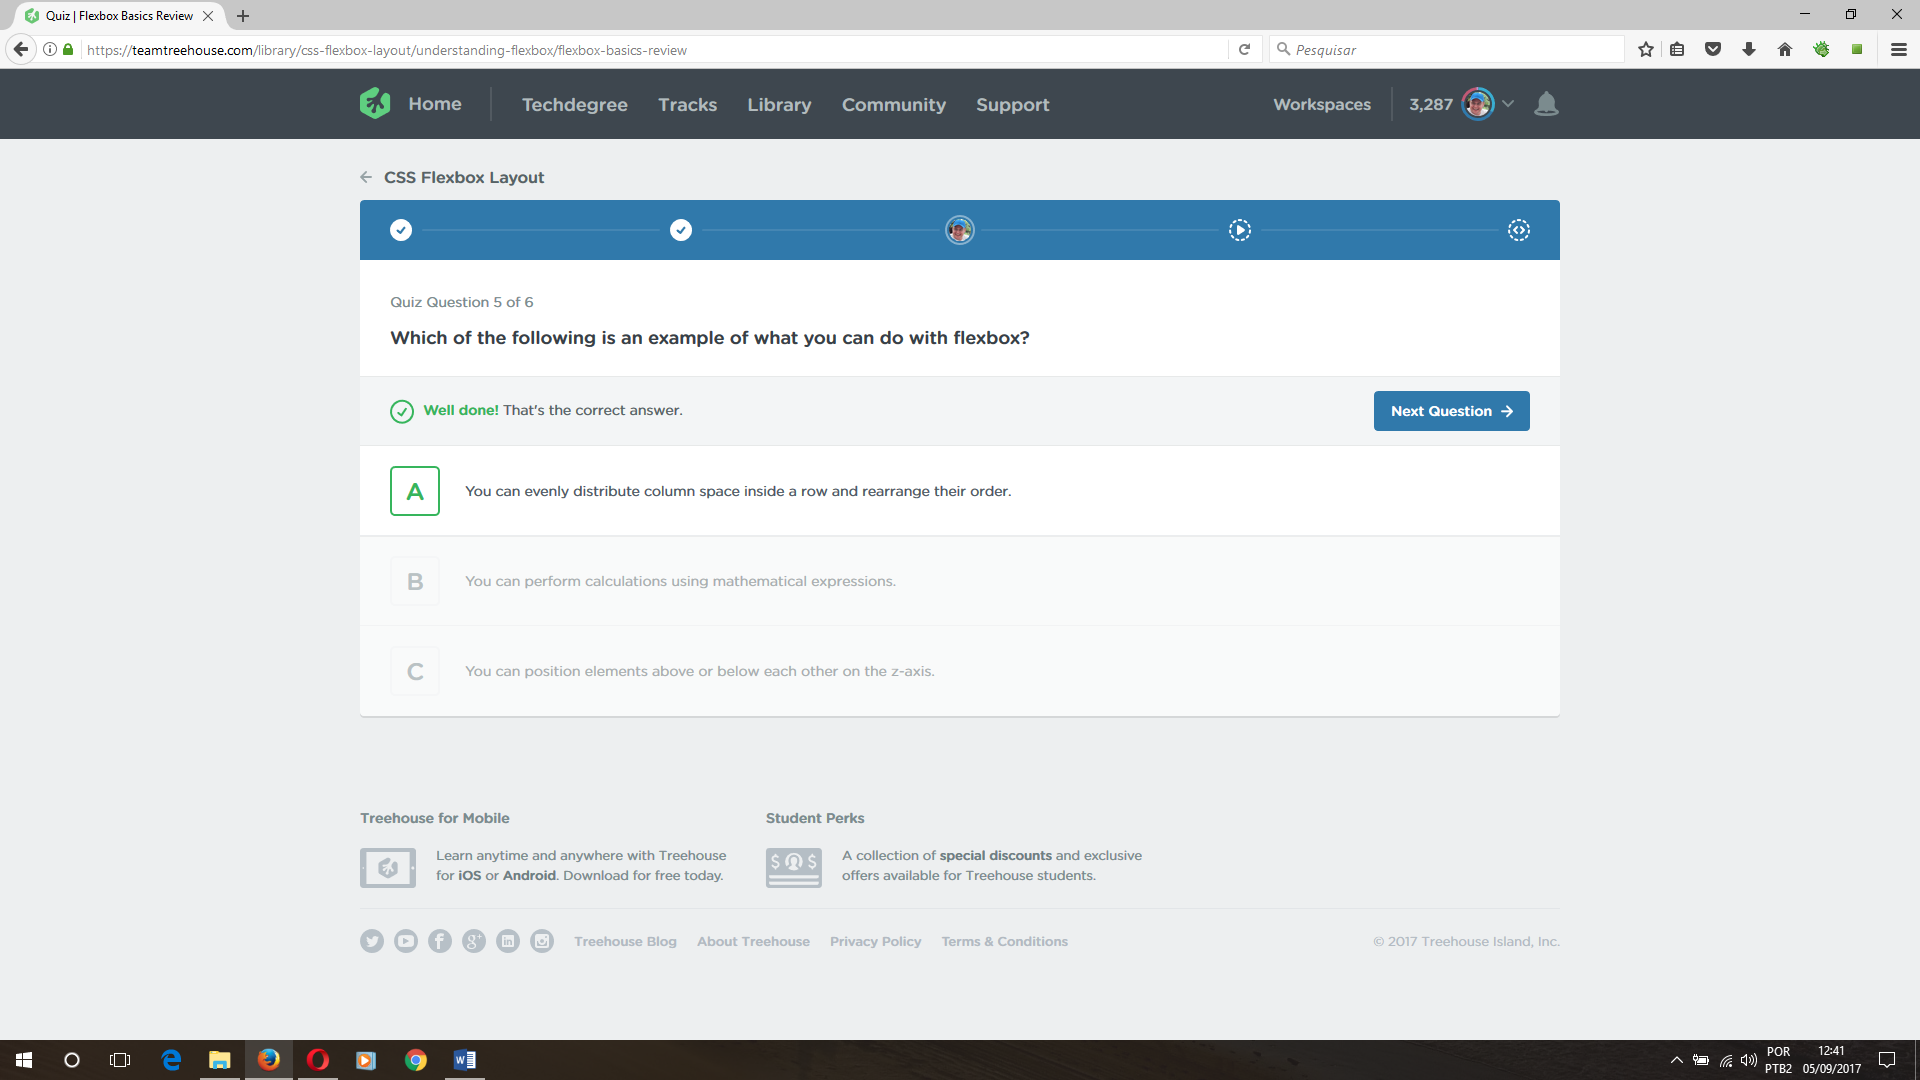 Quiz | Flexbox Basics Review
https://teamtreehouse.com/library/css-flexbox-layout/understanding-flexbox/flexbox-basics-review
Pesquisar
Home
Techdegree
Tracks
Library
Community
Support
Workspaces
3,287
CSS Flexbox Layout
Quiz Question 5 of 6
Which of the following is an example of what you can do with flexbox?
Well done! That's the correct answer.
Next Question
A
You can evenly distribute column space inside a row and rearrange their order.
B
You can perform calculations using mathematical expressions.
C
You can position elements above or below each other on the z-axis.
Treehouse for Mobile
Learn anytime and anywhere with Treehouse
for iOS or Android. Download for free today.
Student Perks
A collection of special discounts and exclusive
offers available for Treehouse students.
Treehouse Blog
About Treehouse
Privacy Policy
Terms & Conditions
© 2017 Treehouse Island, Inc.
POR
PTB2
12:41
05/09/2017